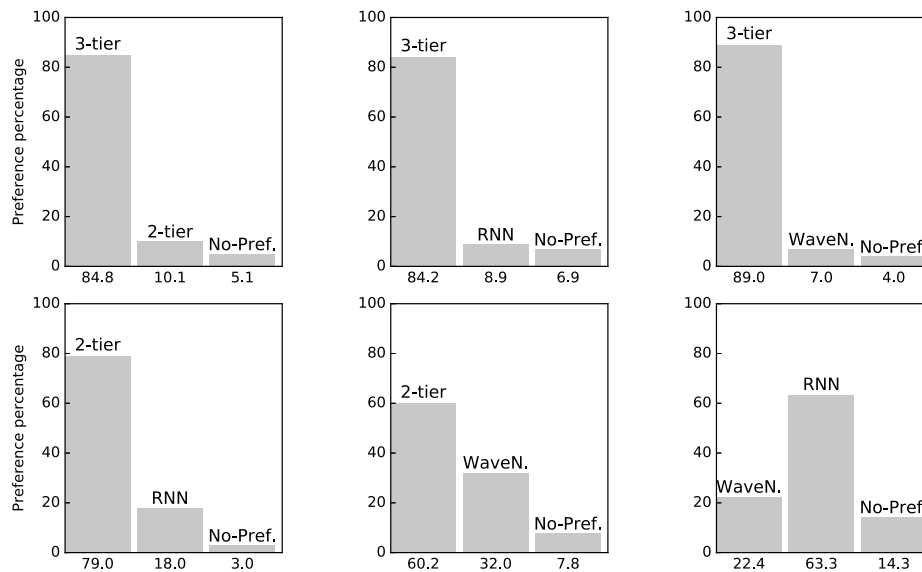 Preference percentage
100
80
60
40
20
0
3-tier
2-tier
No-Pref.
84.8 10.1 5.1
100
80
60
40
20
0
3-tier
RNN
No-Pref.
84.2 8.9 6.9
100
80
60
40
20
0
3-tier
WaveN.
No-Pref
89.0 7.0 4.0
Preference percentage
100
80
60
40
20
0
2-tier
RNN
No-Pref.
79.0 18.0 3.0
100
80
60
40
20
0
2-tier
WaveN.
No-Pref.
60.2 32.0 7.8
100
80
60
40
20
0
WaveN.
RNN
No-Pref
22.4 63.3 14.3